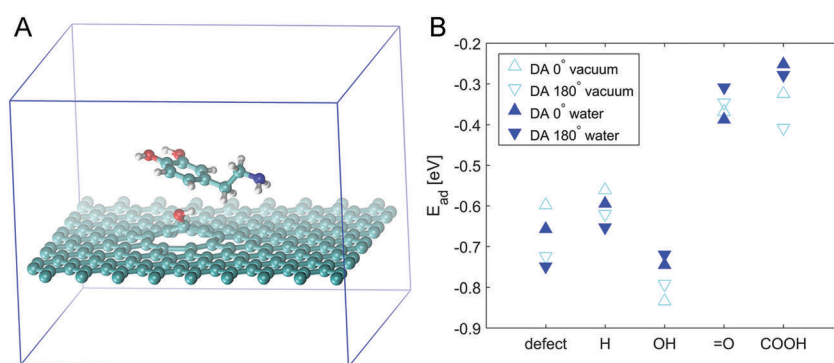 A
B
-0.2
-0.3
-0.4
-0.5
-0.6
-0.7
-0.8
-0.9
E_ad [eV]
DA 0° vacuum
DA 180° vacuum
DA 0° water
DA 180° water
defect H OH =O COOH